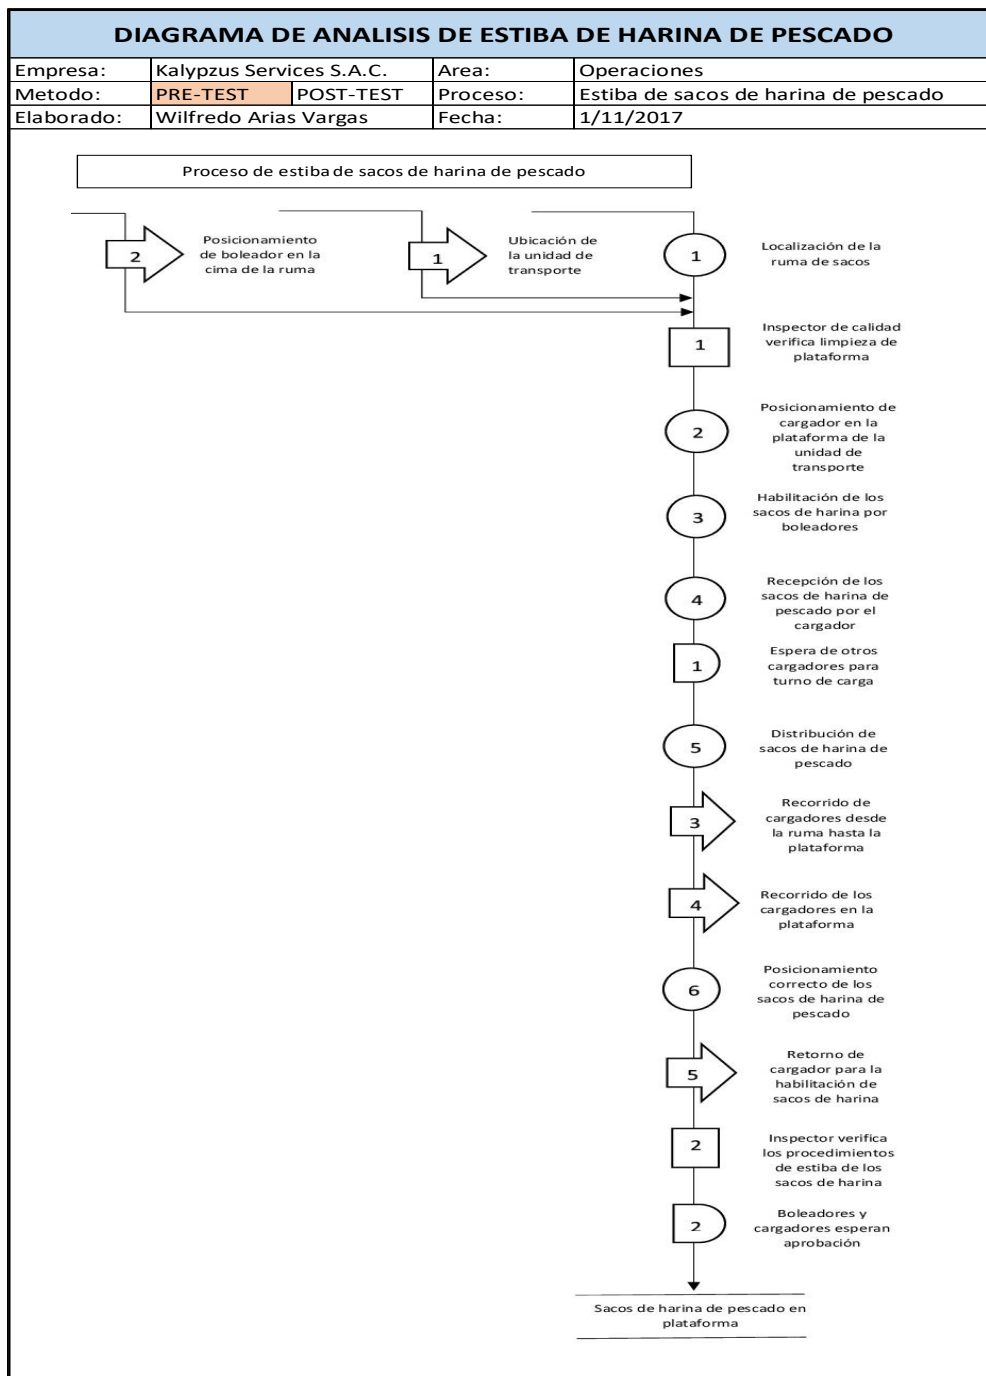 DIAGRAMA DE ANALISIS DE ESTIBA DE HARINA DE PESCADO
Empresa: Kalypzus Services S.A.C. Area: Operaciones
Metodo: PRE-TEST POST-TEST Proceso: Estiba de sacos de harina de pescado
Elaborado: Wilfredo Arias Vargas Fecha: 1/11/2017
Proceso de estiba de sacos de harina de pescado
2
Posicionamiento
de boleador en la
cima de la ruma
1
Ubicación de
la unidad de
transporte
1
Localización de la
ruma de sacos
1
Inspector de calidad
verifica limpieza de
plataforma
2
Posicionamiento de
cargador en la
plataforma de la
unidad de
transporte
3
Habilitación de los
sacos de harina por
boleadores
4
Recepción de los
sacos de harina de
pescado por el
cargador
1
Espera de otros
cargadores para
turno de carga
5
Distribución de
sacos de harina de
pescado
3
Recorrido de
cargadores desde
la ruma hasta la
plataforma
4
Recorrido de los
cargadores en la
plataforma
6
Posicionamiento
correcto de los
sacos de harina de
pescado
5
Retorno de
cargador para la
habilitación de
sacos de harina
2
Inspector verifica
los procedimientos
de estiba de los
sacos de harina
2
Boleadores y
cargadores esperan
aprobación
Sacos de harina de pescado en
plataforma